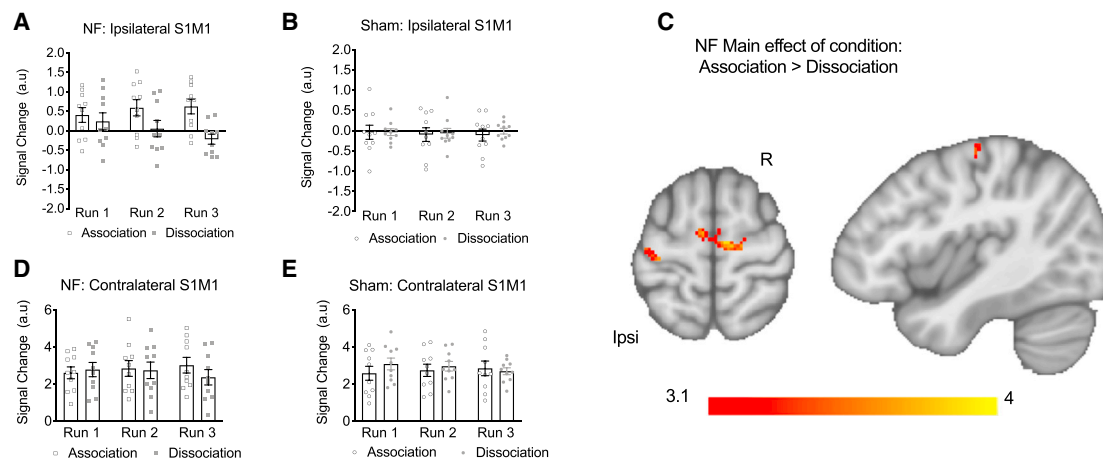 A
NF: Ipsilateral S1M1
Signal Change (a.u)
2.0
1.5
1.0
0.5
0.0
-0.5
-1.0
-1.5
-2.0
Run 1 Run 2 Run 3
Association Dissociation
B
Sham: Ipsilateral S1M1
Signal Change (a.u)
2.0
1.5
1.0
0.5
0.0
-0.5
-1.0
-1.5
-2.0
Run 1 Run 2 Run 3
Association Dissociation
C
NF Main effect of condition:
Association > Dissociation
R
Ipsi
3.1 4
D
NF: Contralateral S1M1
Signal Change (a.u)
6
4
2
0
Run 1 Run 2 Run 3
Association Dissociation
E
Sham: Contralateral S1M1
Signal Change (a.u)
6
4
2
0
Run 1 Run 2 Run 3
Association Dissociation